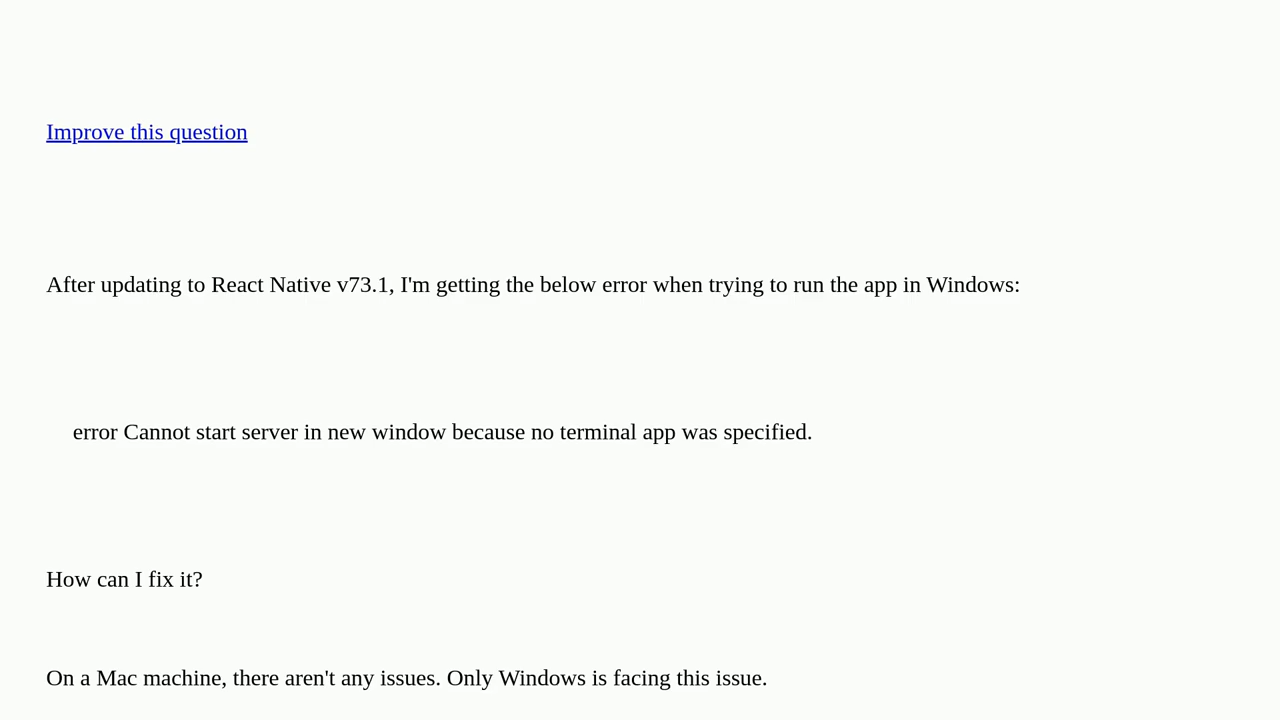 Improve this question
After updating to React Native v73.1, I'm getting the below error when trying to run the app in Windows:
error Cannot start server in new window because no terminal app was specified.
How can I fix it?
On a Mac machine, there aren't any issues. Only Windows is facing this issue.